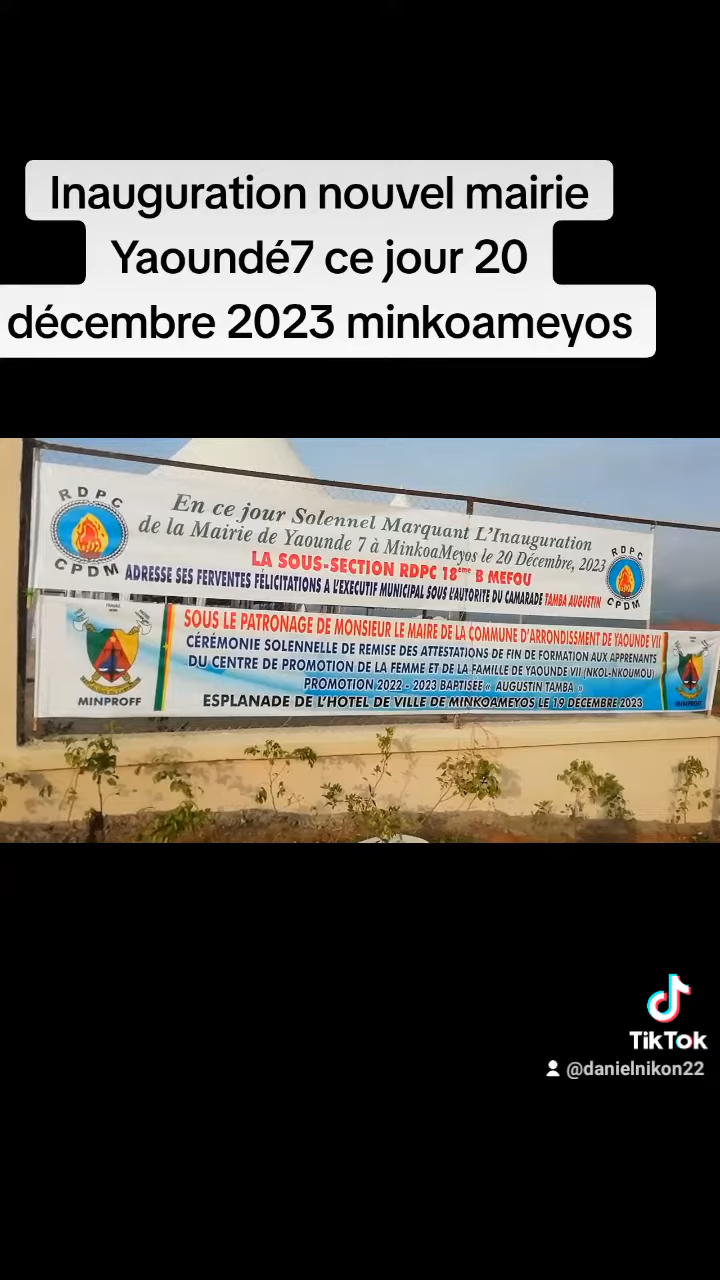 Inauguration nouvel mairie
Yaoundé7 ce jour 20
décembre 2023 minkoameyos
RDPC
CPDM
En ce jour Solennel Marquant L'Inauguration
de la Mairie de Yaounde 7 à MinkoaMeyos le 20 Décembre, 2023
LA SOUS-SECTION RDPC 18ème B MEFOU
ADRESSE SES FERVENTES FÉLICITATIONS A L'EXECUTIF MUNICIPAL SOUS L'AUTORITE DU CAMARADE TAMBA AUGUSTIN
RDPC
CPDM
MINPROFF
SOUS LE PATRONAGE DE MONSIEUR LE MAIRE DE LA COMMUNE D'ARRONDISSMENT DE YAOUNDE VII
CÉRÉMONIE SOLENNELLE DE REMISE DES ATTESTATIONS DE FIN DE FORMATION AUX APPRENANTS
DU CENTRE DE PROMOTION DE LA FEMME ET DE LA FAMILLE DE YAOUNDE VII (NKOL-NKOUMOU)
PROMOTION 2022 - 2023 BAPTISEE « AUGUSTIN TAMBA »
ESPLANADE DE L'HOTEL DE VILLE DE MINKOAMEYOS LE 19 DÉCEMBRE 2023
MINPROFF
TikTok
@danielnikon22